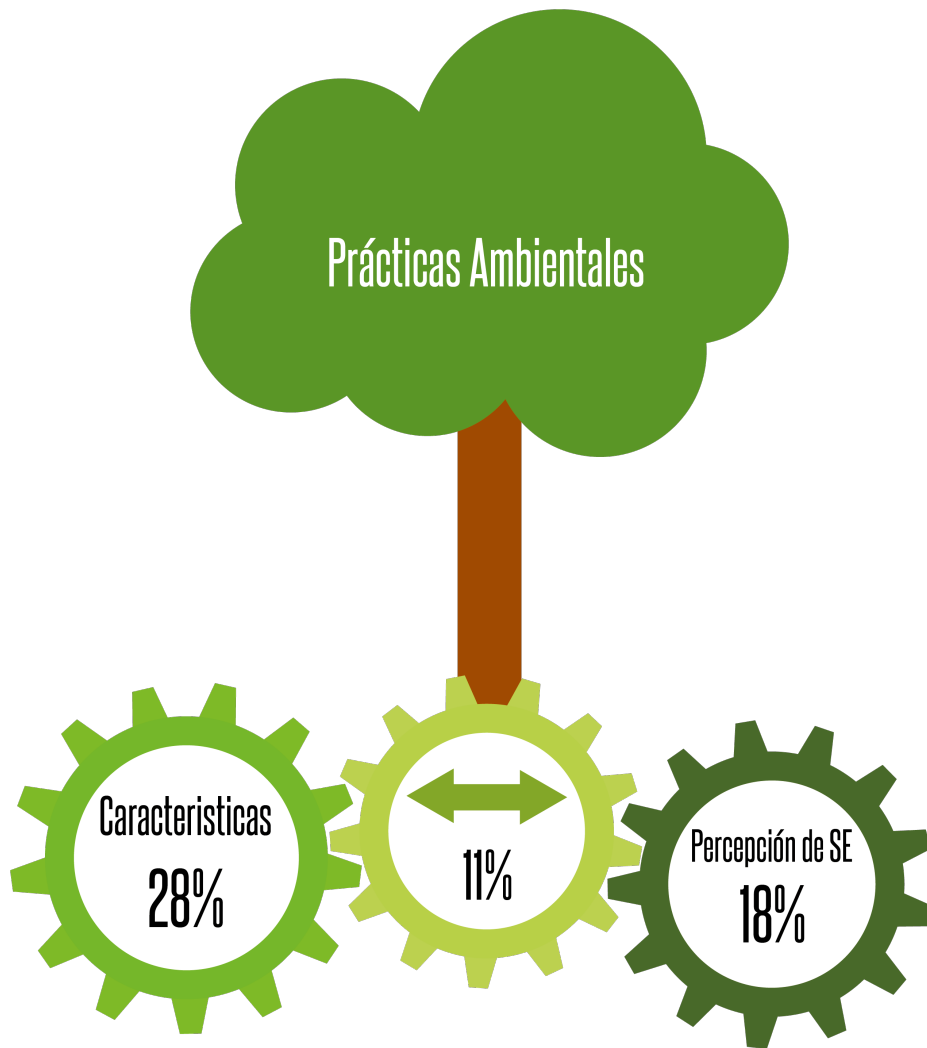 Prácticas Ambientales
Caracteristicas
28%
11%
Percepción de SE
18%